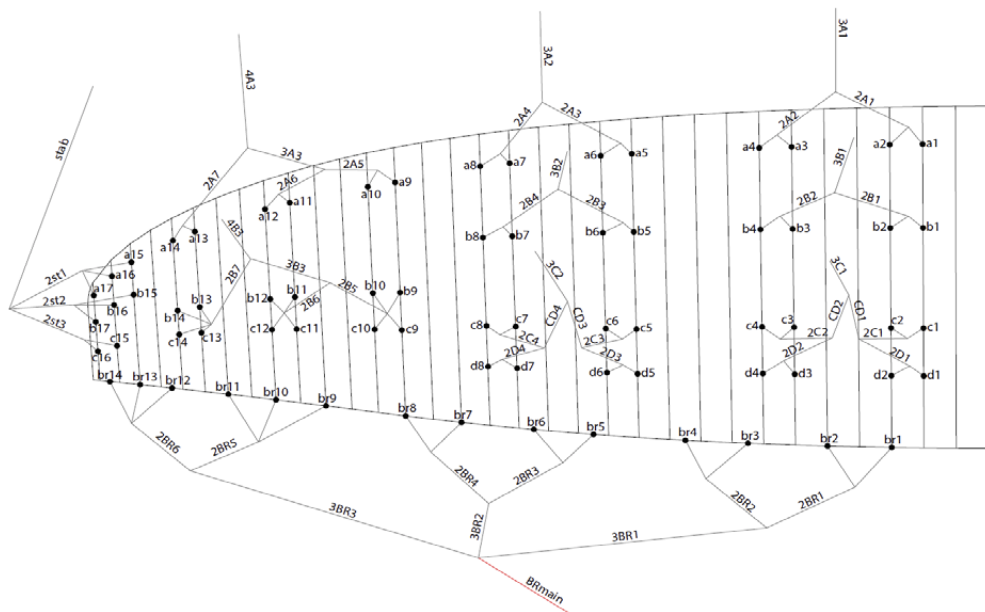 3A1
3A2
4A3
stab
2A1
2A2
2A3
2A4
3A3
2A5
2A6
2A7
a1
a2
a3
a4
a5
a6
a7
a8
a9
a10
a11
a12
a13
a14
a15
a16
a17
3B1
3B2
4B3
2B1
2B2
2B3
2B4
3B3
2B5
2B6
2B7
b1
b2
b3
b4
b5
b6
b7
b8
b9
b10
b11
b12
b13
b14
b15
b16
b17
2st1
2st2
2st3
3C1
3C2
CD1
CD2
CD3
CD4
2C1
2C2
2C3
2C4
c1
c2
c3
c4
c5
c6
c7
c8
c9
c10
c11
c12
c13
c14
c15
c16
2D1
2D2
2D3
2D4
d1
d2
d3
d4
d5
d6
d7
d8
br1
br2
br3
br4
br5
br6
br7
br8
br9
br10
br11
br12
br13
br14
2BR1
2BR2
2BR3
2BR4
2BR5
2BR6
3BR1
3BR2
3BR3
BRmain